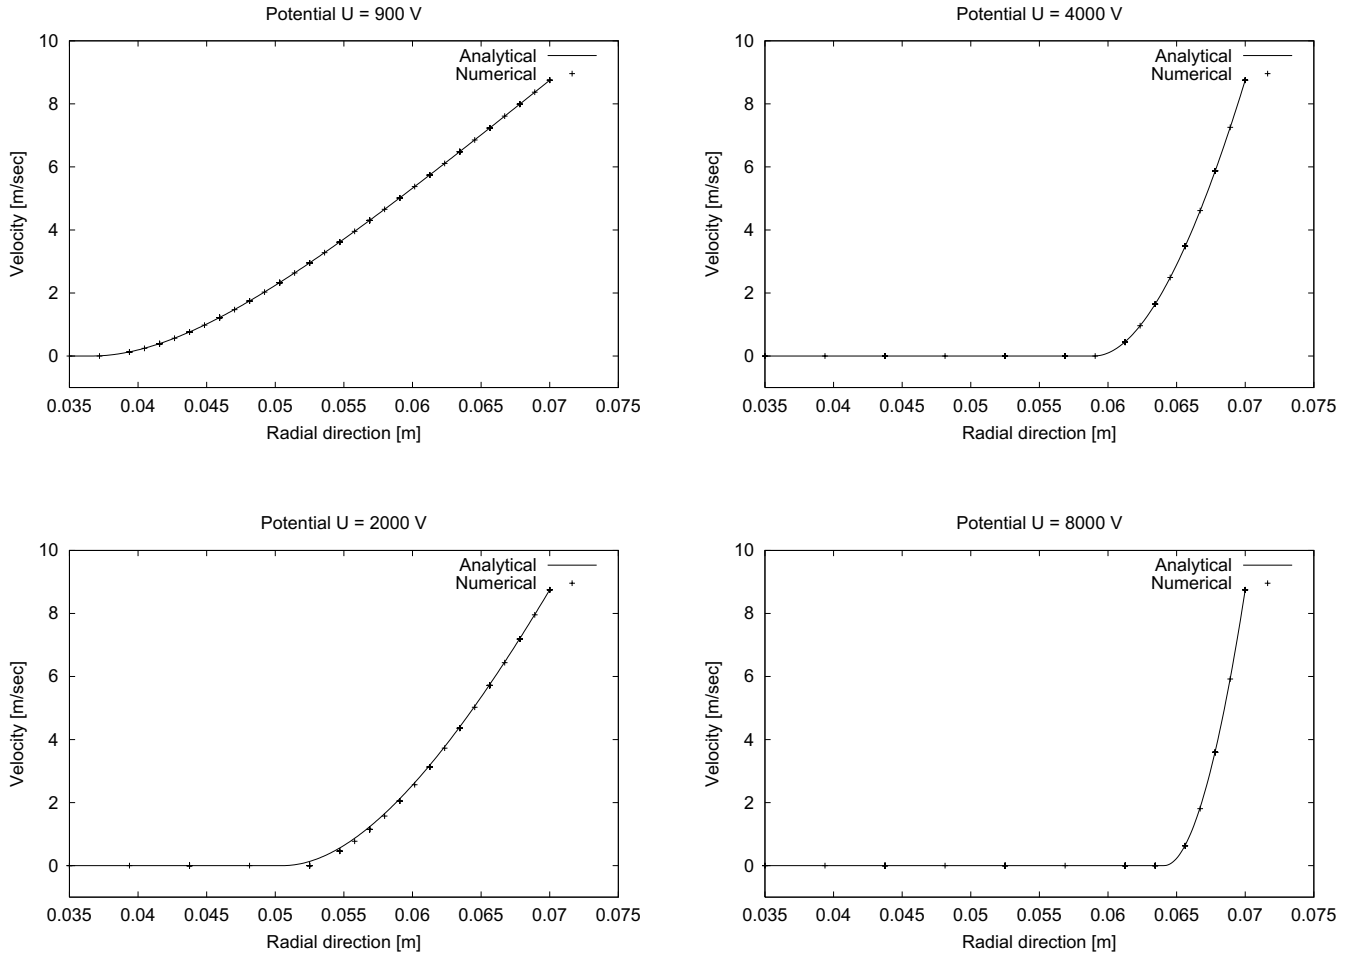 Potential U = 900 V
10
8
6
4
2
0
Velocity [m/sec]
Analytical
Numerical
0.035 0.04 0.045 0.05 0.055 0.06 0.065 0.07 0.075
Radial direction [m]
Potential U = 4000 V
10
8
6
4
2
0
Velocity [m/sec]
Analytical
Numerical
0.035 0.04 0.045 0.05 0.055 0.06 0.065 0.07 0.075
Radial direction [m]
Potential U = 2000 V
10
8
6
4
2
0
Velocity [m/sec]
Analytical
Numerical
0.035 0.04 0.045 0.05 0.055 0.06 0.065 0.07 0.075
Radial direction [m]
Potential U = 8000 V
10
8
6
4
2
0
Velocity [m/sec]
Analytical
Numerical
0.035 0.04 0.045 0.05 0.055 0.06 0.065 0.07 0.075
Radial direction [m]